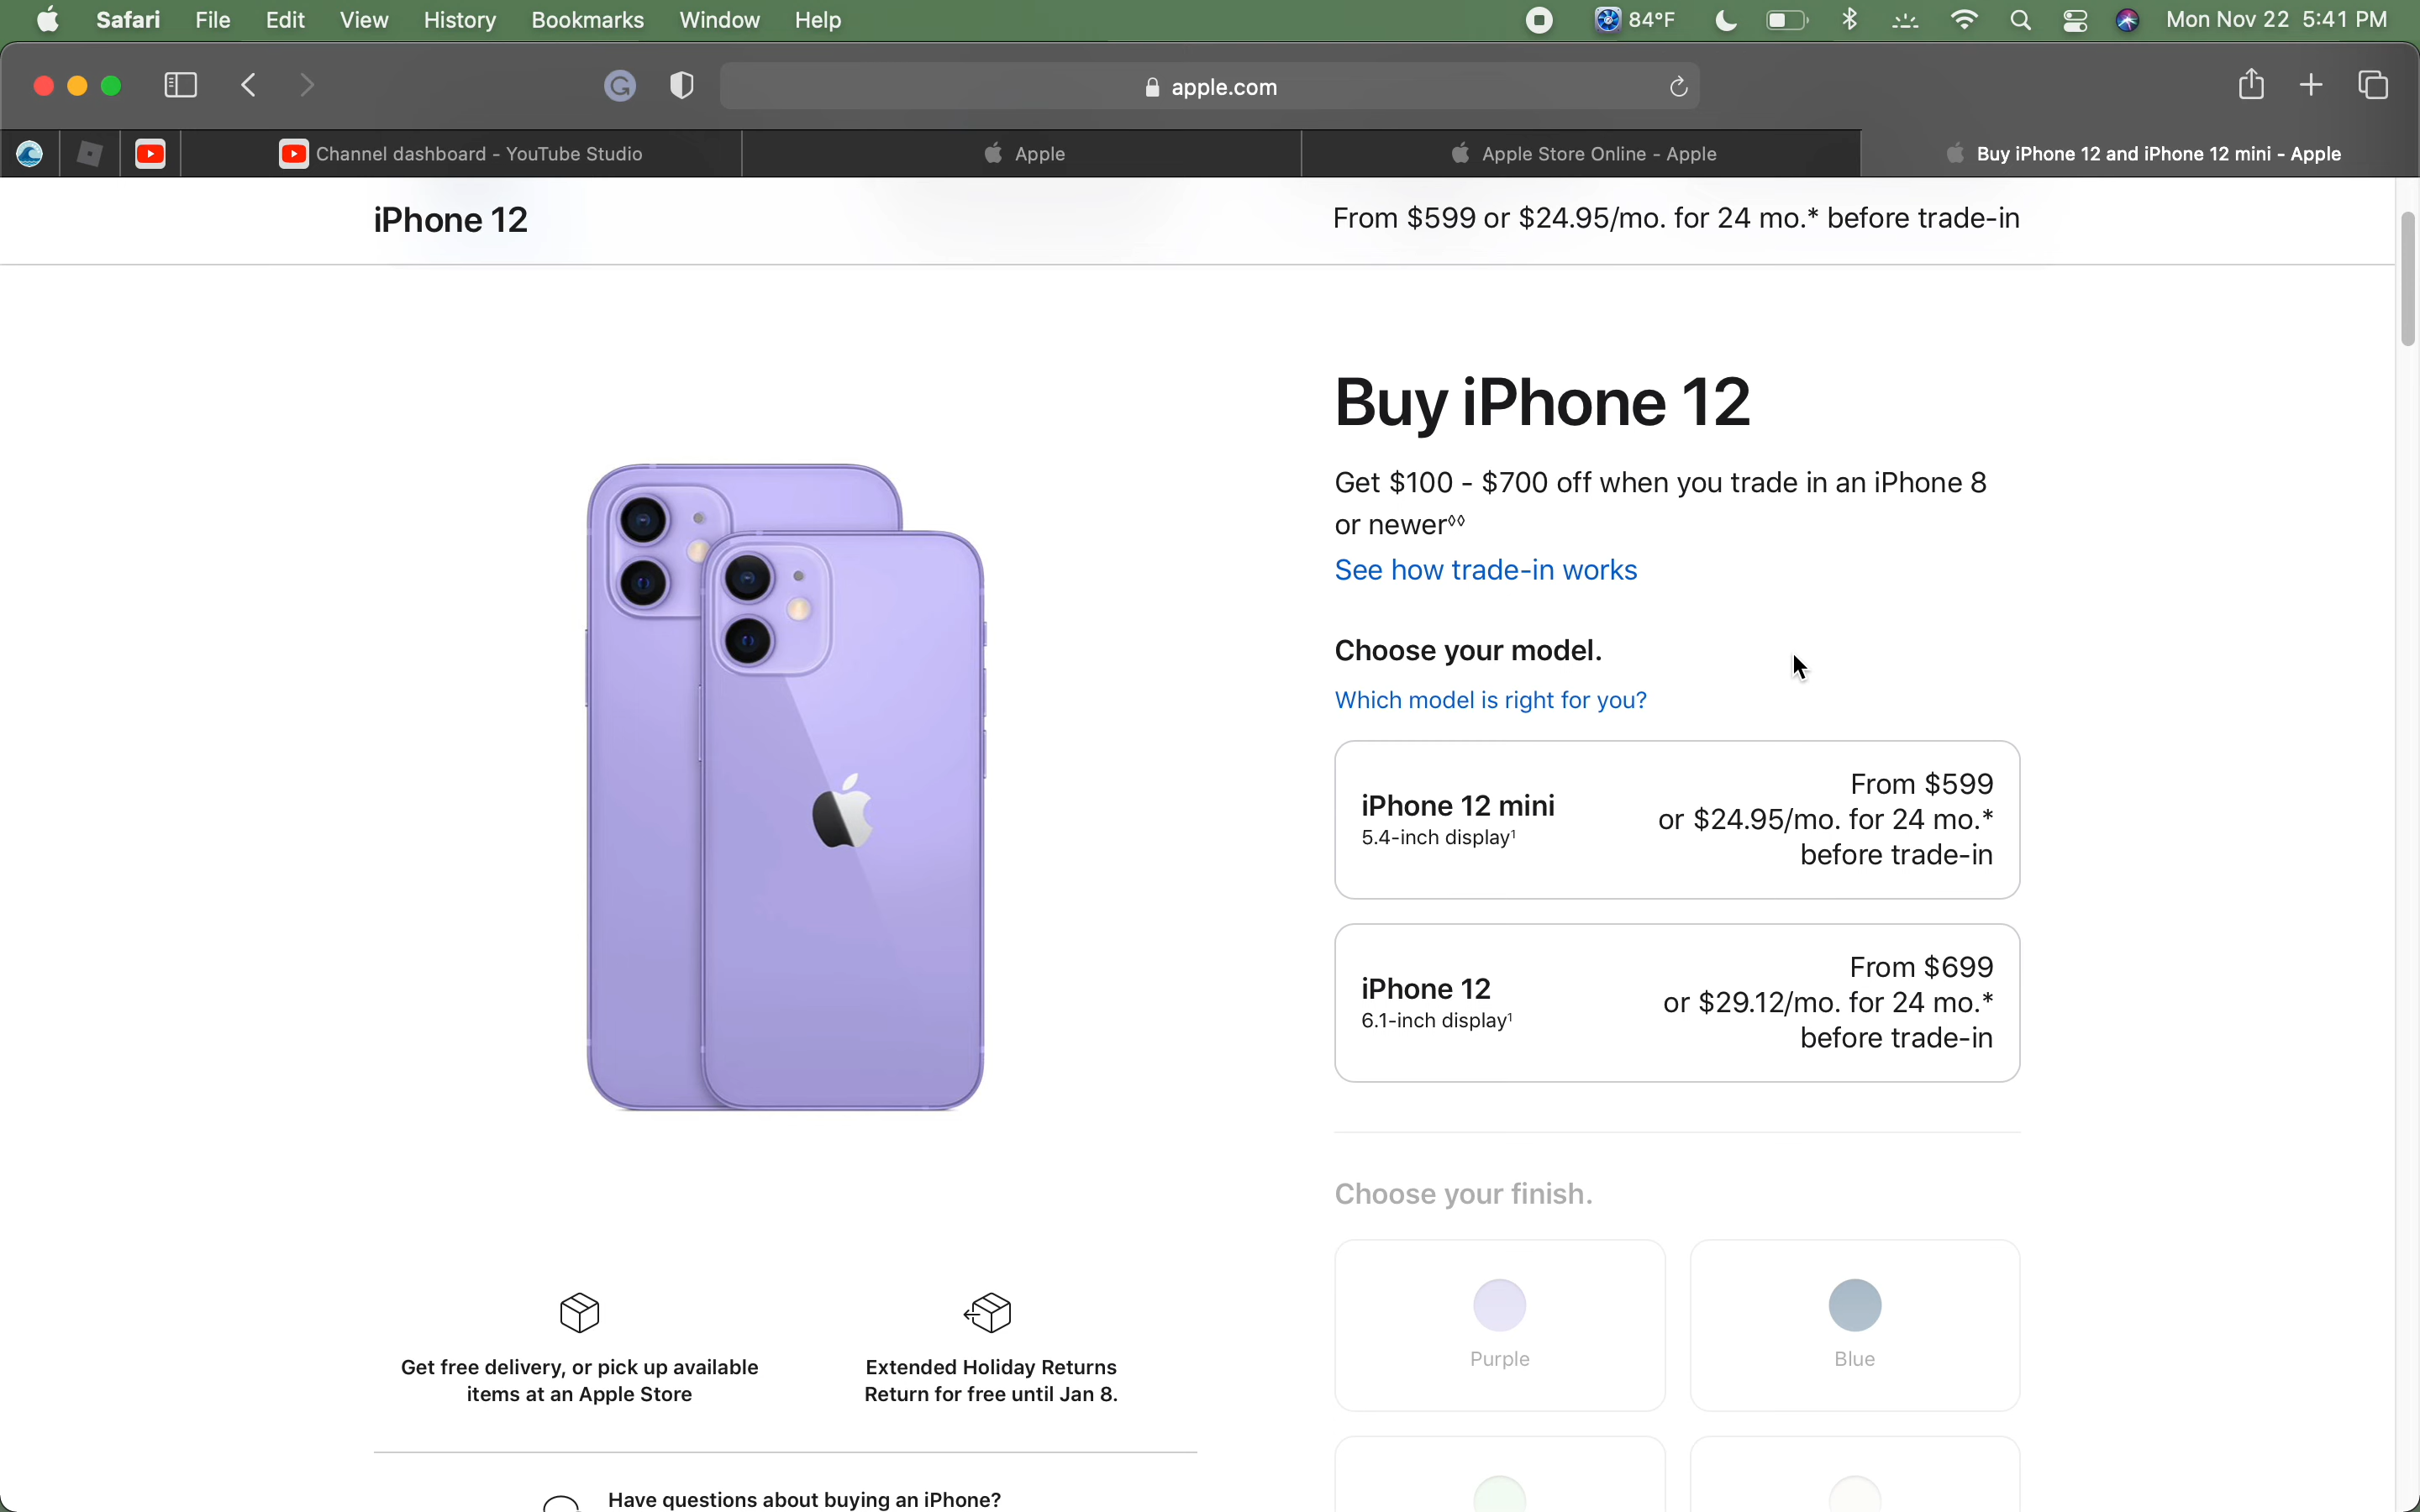 Safari File Edit View History Bookmarks Window Help 84°F Mon Nov 22 5:41 PM
apple.com
Channel dashboard - YouTube Studio Apple Apple Store Online - Apple Buy iPhone 12 and iPhone 12 mini - Apple
iPhone 12 From $599 or $24.95/mo. for 24 mo.* before trade-in
Buy iPhone 12
Get $100 - $700 off when you trade in an iPhone 8
or newer◊◊
See how trade-in works
Choose your model.
Which model is right for you?
iPhone 12 mini
5.4-inch display¹
From $599
or $24.95/mo. for 24 mo.*
before trade-in
iPhone 12
6.1-inch display¹
From $699
or $29.12/mo. for 24 mo.*
before trade-in
Choose your finish.
Purple
Blue
Get free delivery, or pick up available
items at an Apple Store
Extended Holiday Returns
Return for free until Jan 8.
Have questions about buying an iPhone?